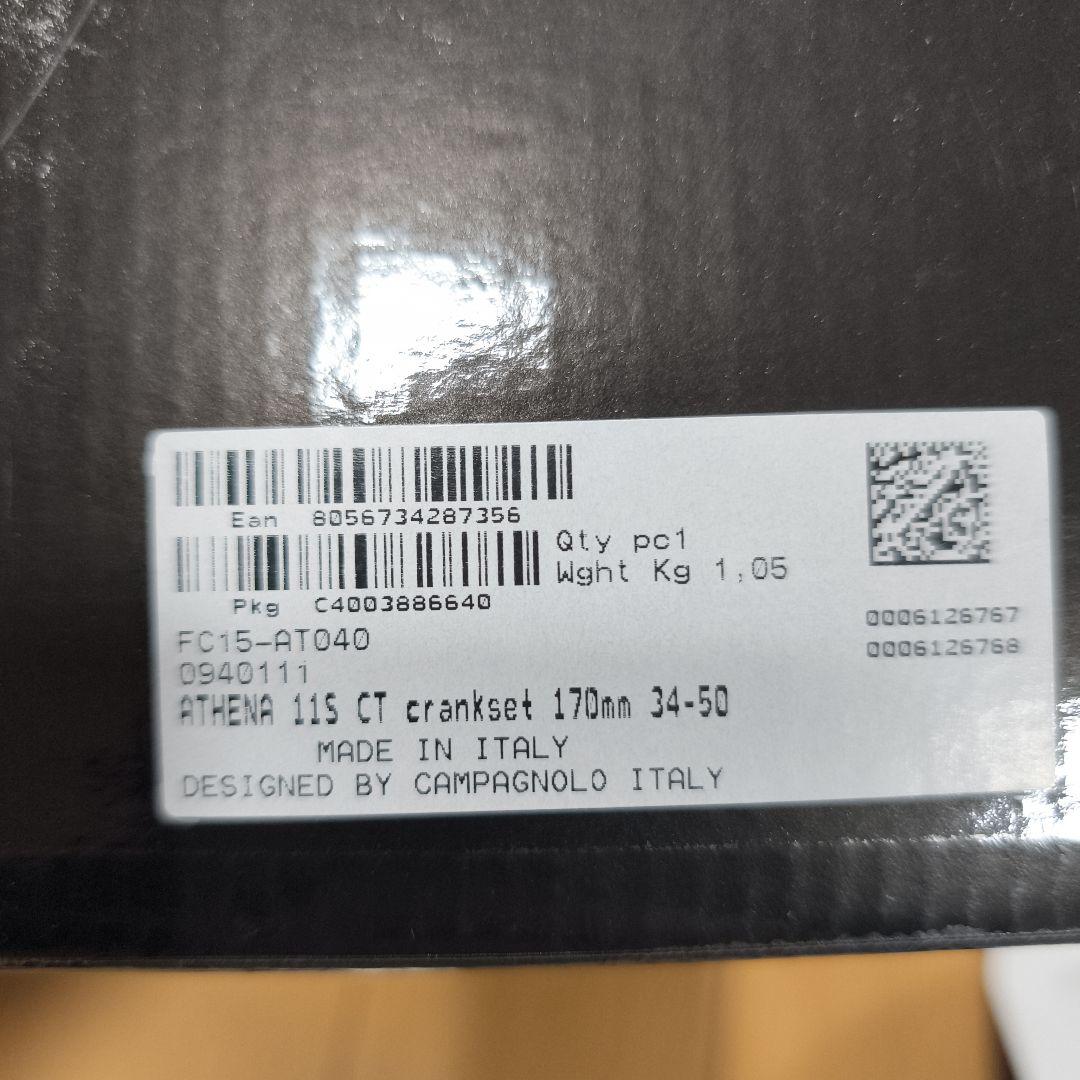 Ean 8056734287356
Qty pc1
Wght Kg 1,05
Pkg C4003886640
FC15-AT040
0006126767
0940111i
0006126768
ATHENA 11S CT crankset 170mm 34-50
MADE IN ITALY
DESIGNED BY CAMPAGNOLO ITALY